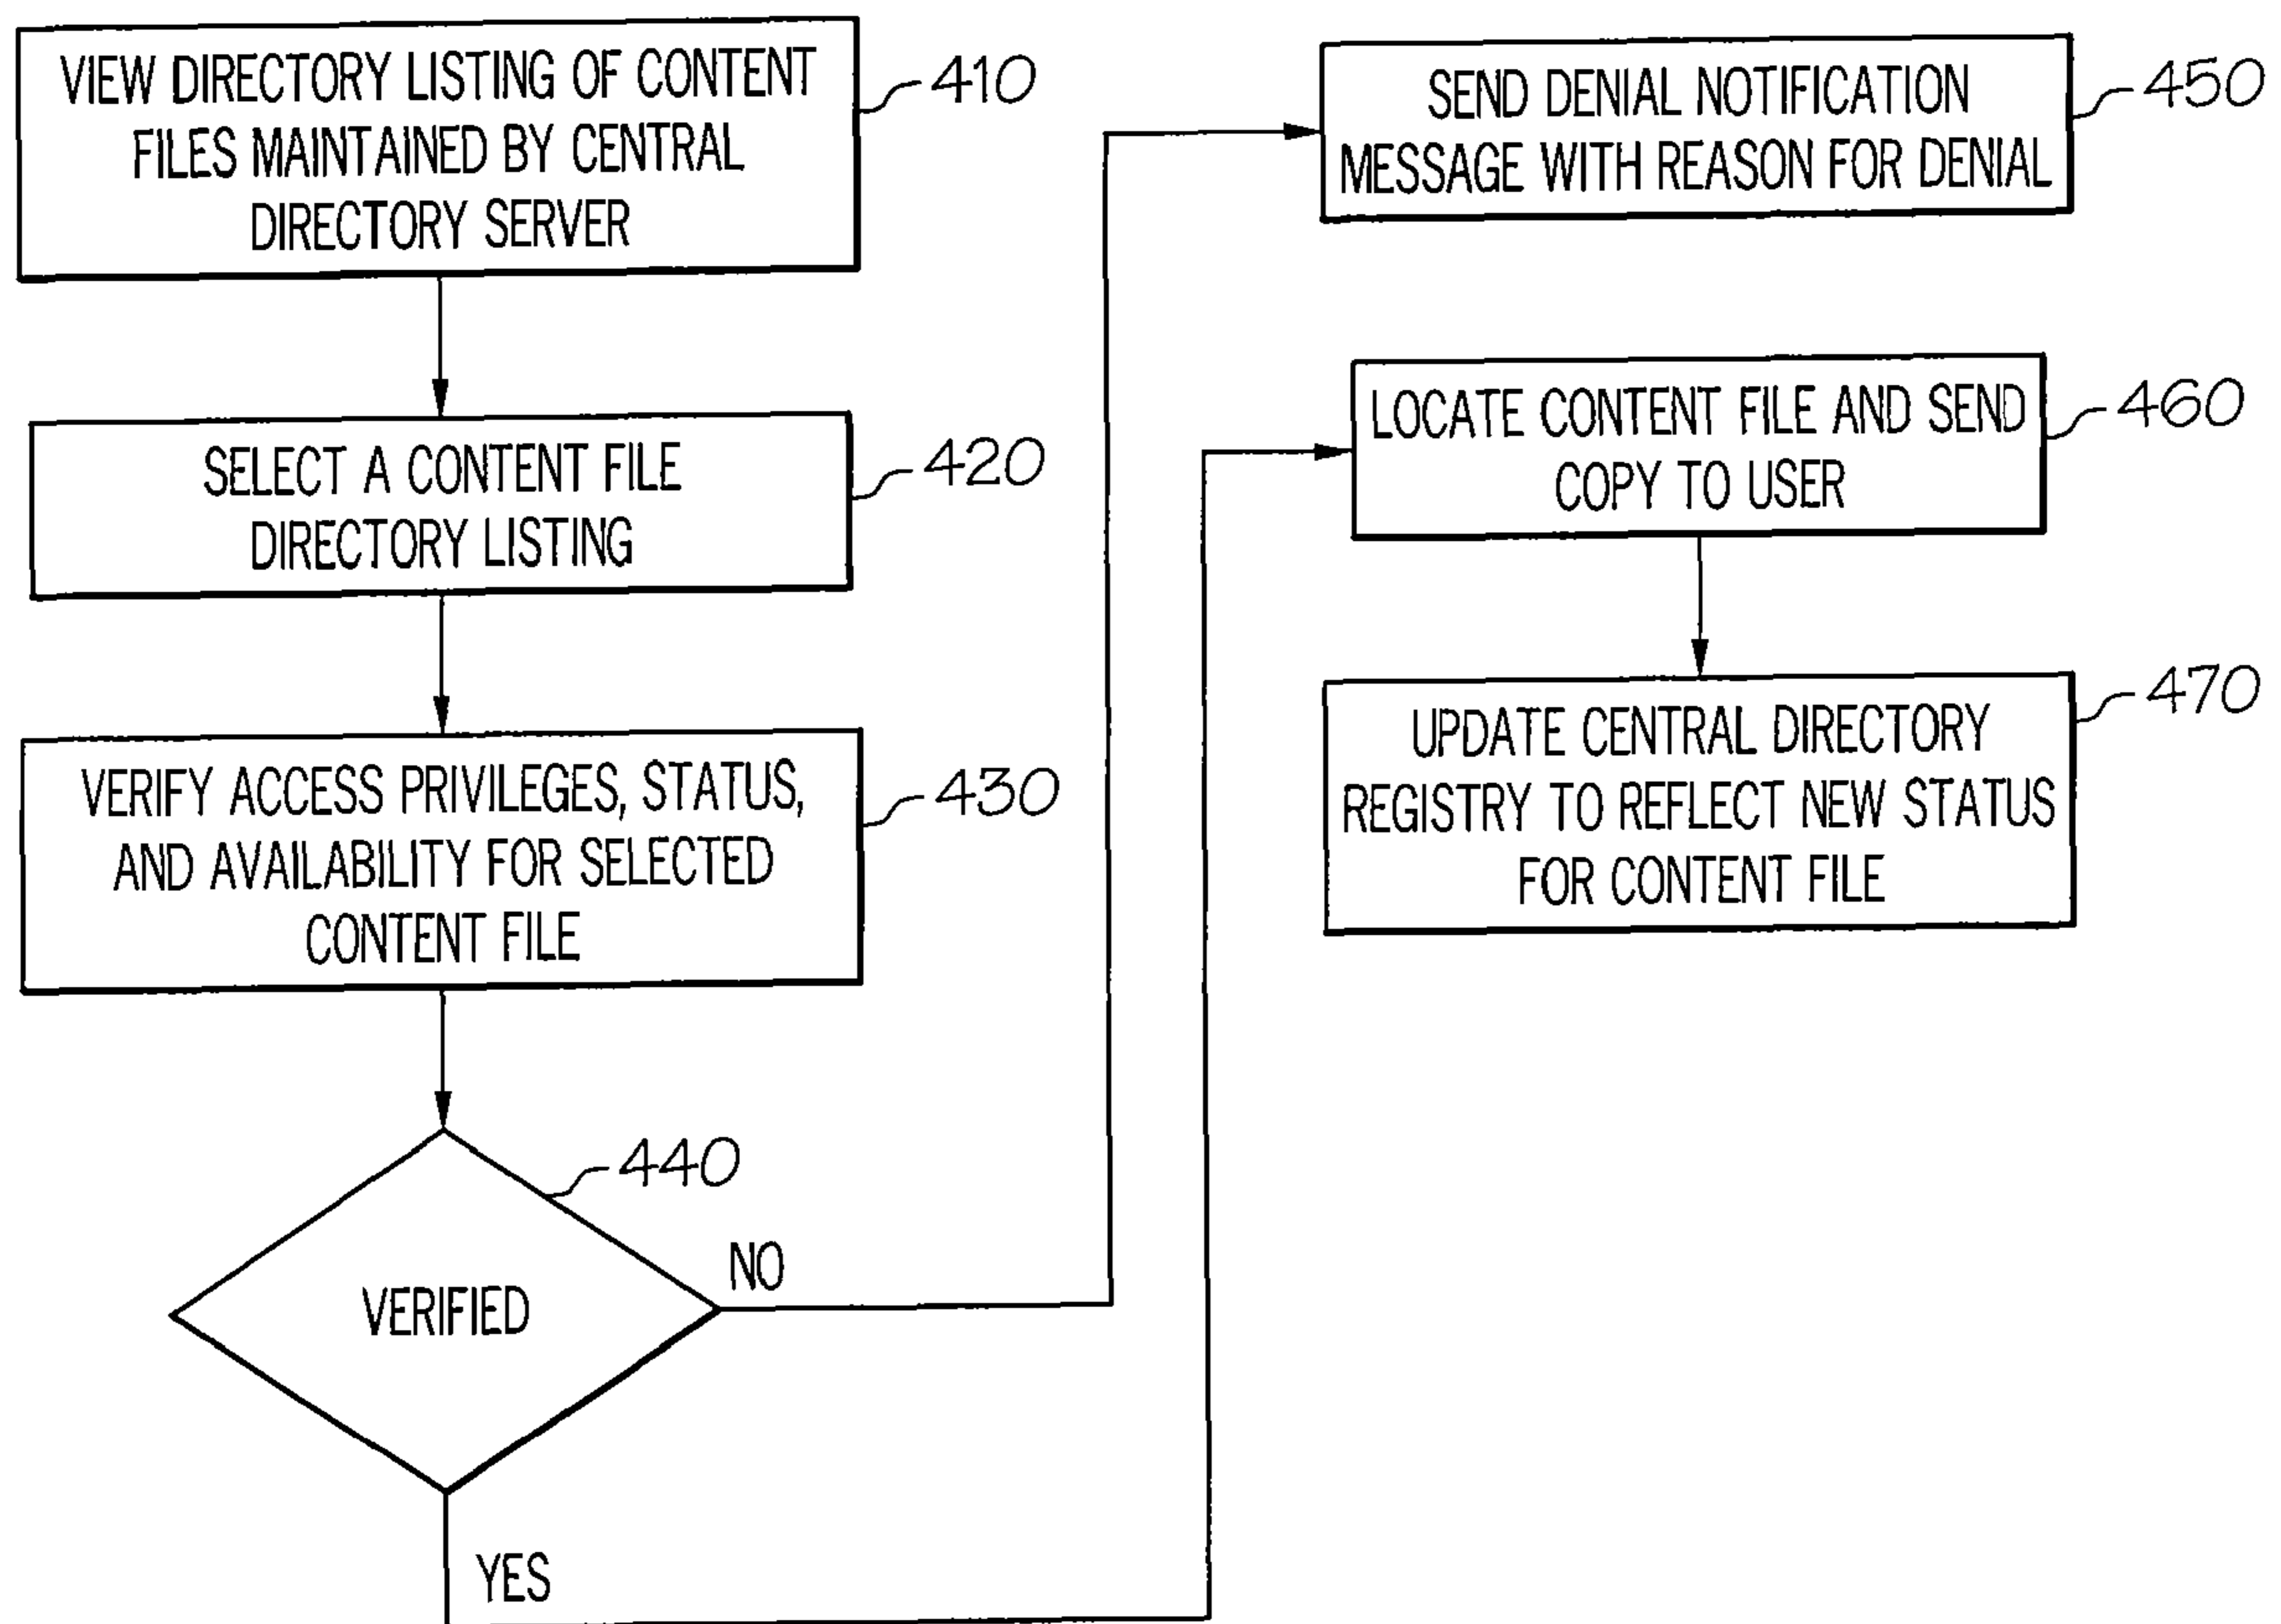 VIEW DIRECTORY LISTING OF CONTENT
FILES MAINTAINED BY CENTRAL
DIRECTORY SERVER
410
SELECT A CONTENT FILE
DIRECTORY LISTING
420
VERIFY ACCESS PRIVILEGES, STATUS,
AND AVAILABILITY FOR SELECTED
CONTENT FILE
430
440
VERIFIED
NO
YES
SEND DENIAL NOTIFICATION
MESSAGE WITH REASON FOR DENIAL
450
LOCATE CONTENT FILE AND SEND
COPY TO USER
460
UPDATE CENTRAL DIRECTORY
REGISTRY TO REFLECT NEW STATUS
FOR CONTENT FILE
470